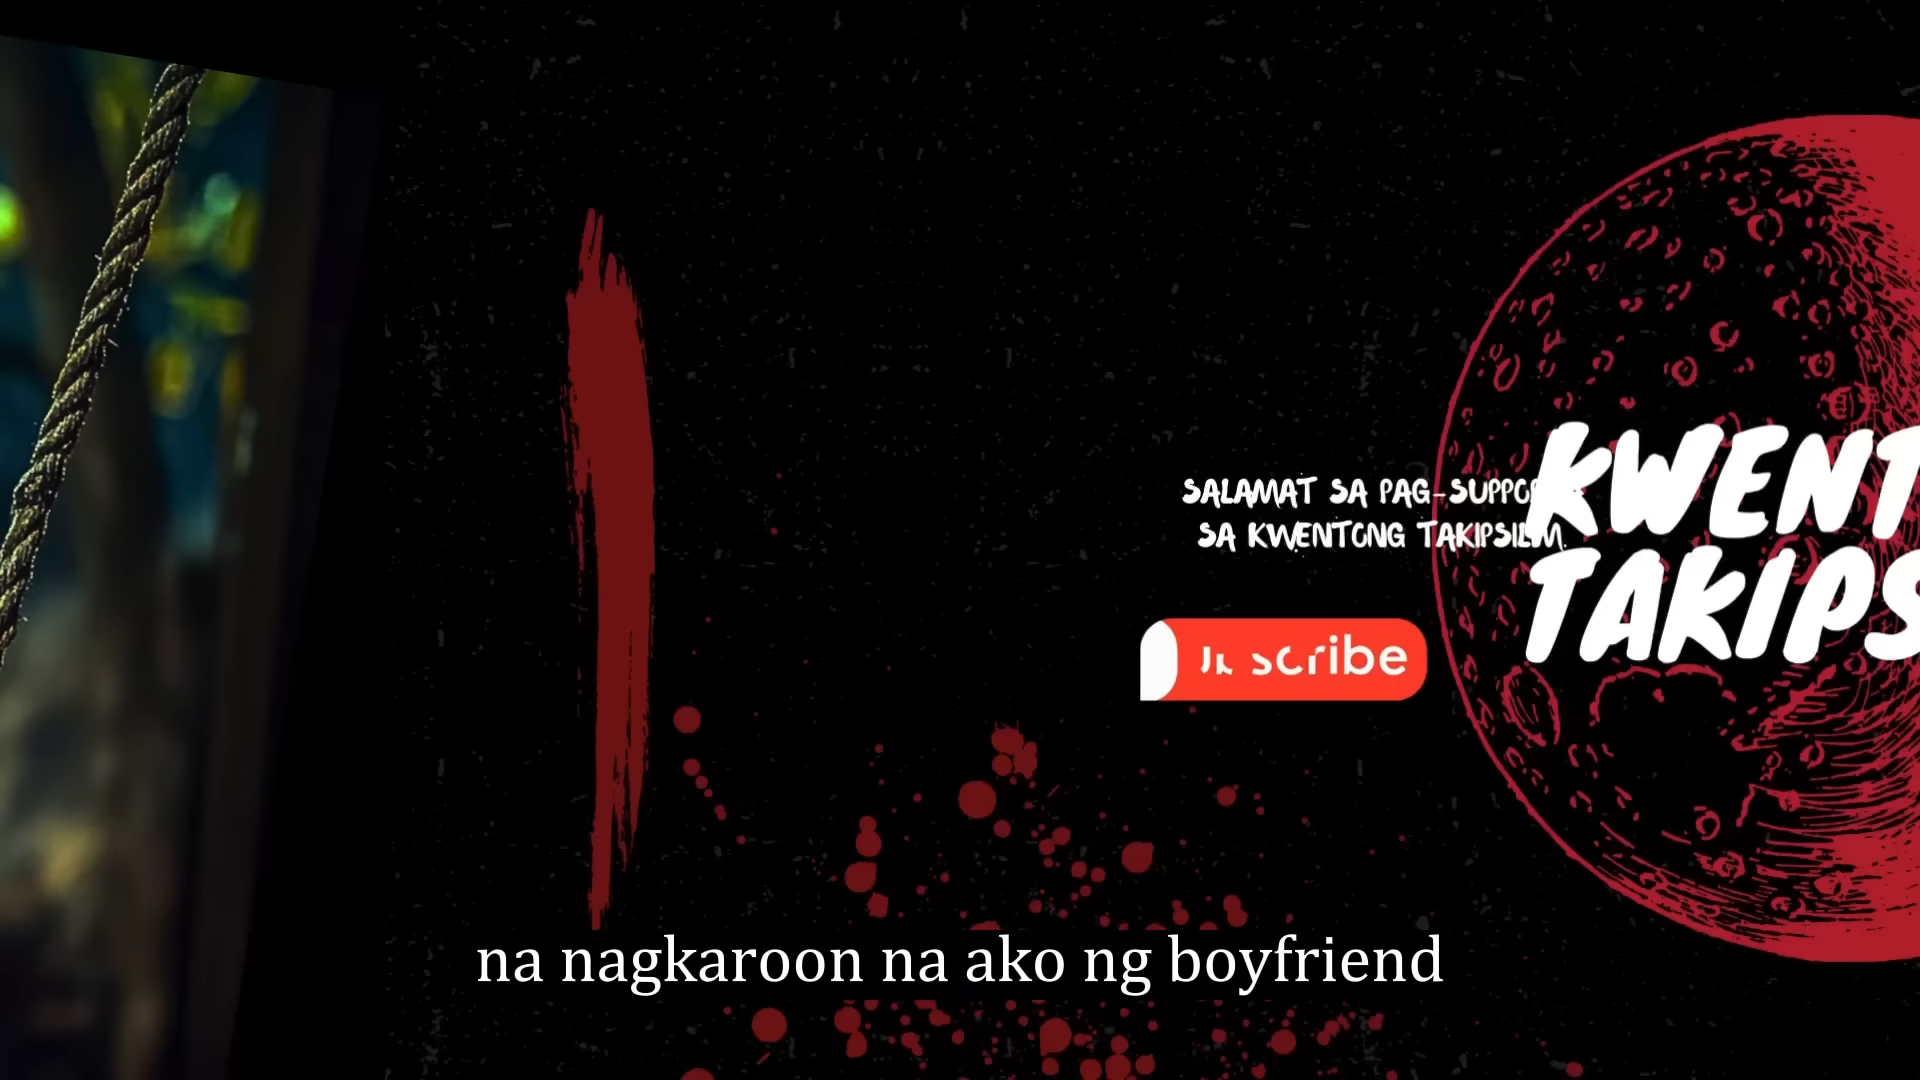 SALAMAT SA PAG-SUPPO
SA KWENTONG TAKIPSILIM.
KWENT
TAKIPS
scribe
na nagkaroon na ako ng boyfriend